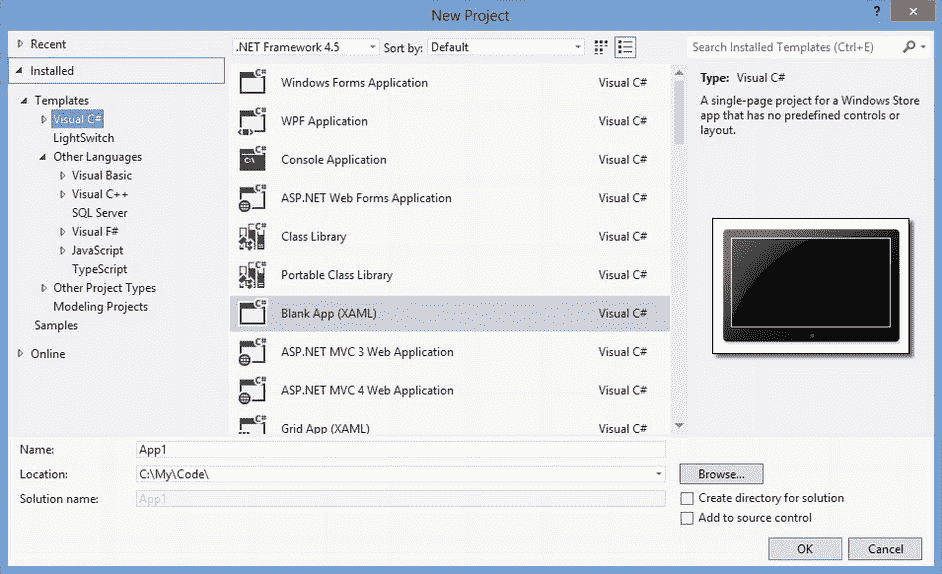 New Project
? ×
Recent
.NET Framework 4.5 Sort by: Default
Search Installed Templates (Ctrl+E)
Installed
Templates
Visual C#
LightSwitch
Other Languages
Visual Basic
Visual C++
SQL Server
Visual F#
JavaScript
TypeScript
Other Project Types
Modeling Projects
Samples
Online
C# Windows Forms Application Visual C#
C# WPF Application Visual C#
C# Console Application Visual C#
C# ASP.NET Web Forms Application Visual C#
C# Class Library Visual C#
C# Portable Class Library Visual C#
C# Blank App (XAML) Visual C#
C# ASP.NET MVC 3 Web Application Visual C#
C# ASP.NET MVC 4 Web Application Visual C#
C# Grid App (XAML) Visual C#
Type: Visual C#
A single-page project for a Windows Store
app that has no predefined controls or
layout.
Name: App1
Location: C:\My\Code\ Browse...
Solution name: App1
Create directory for solution
Add to source control
OK Cancel